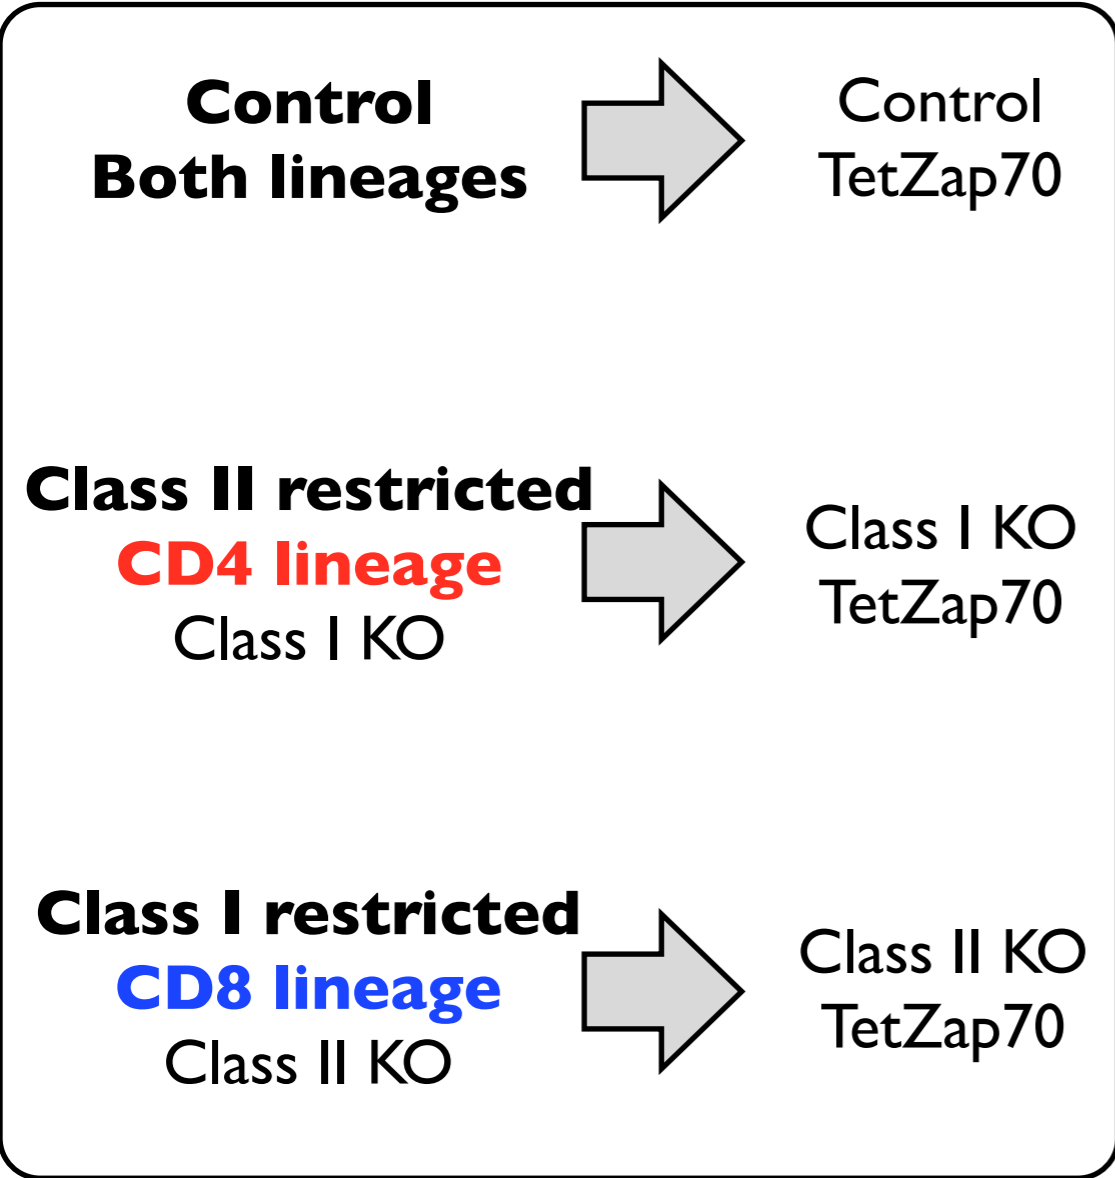 Control
Both lineages
Control
TetZap70
Class II restricted
CD4 lineage
Class I KO
Class I KO
TetZap70
Class I restricted
CD8 lineage
Class II KO
Class II KO
TetZap70